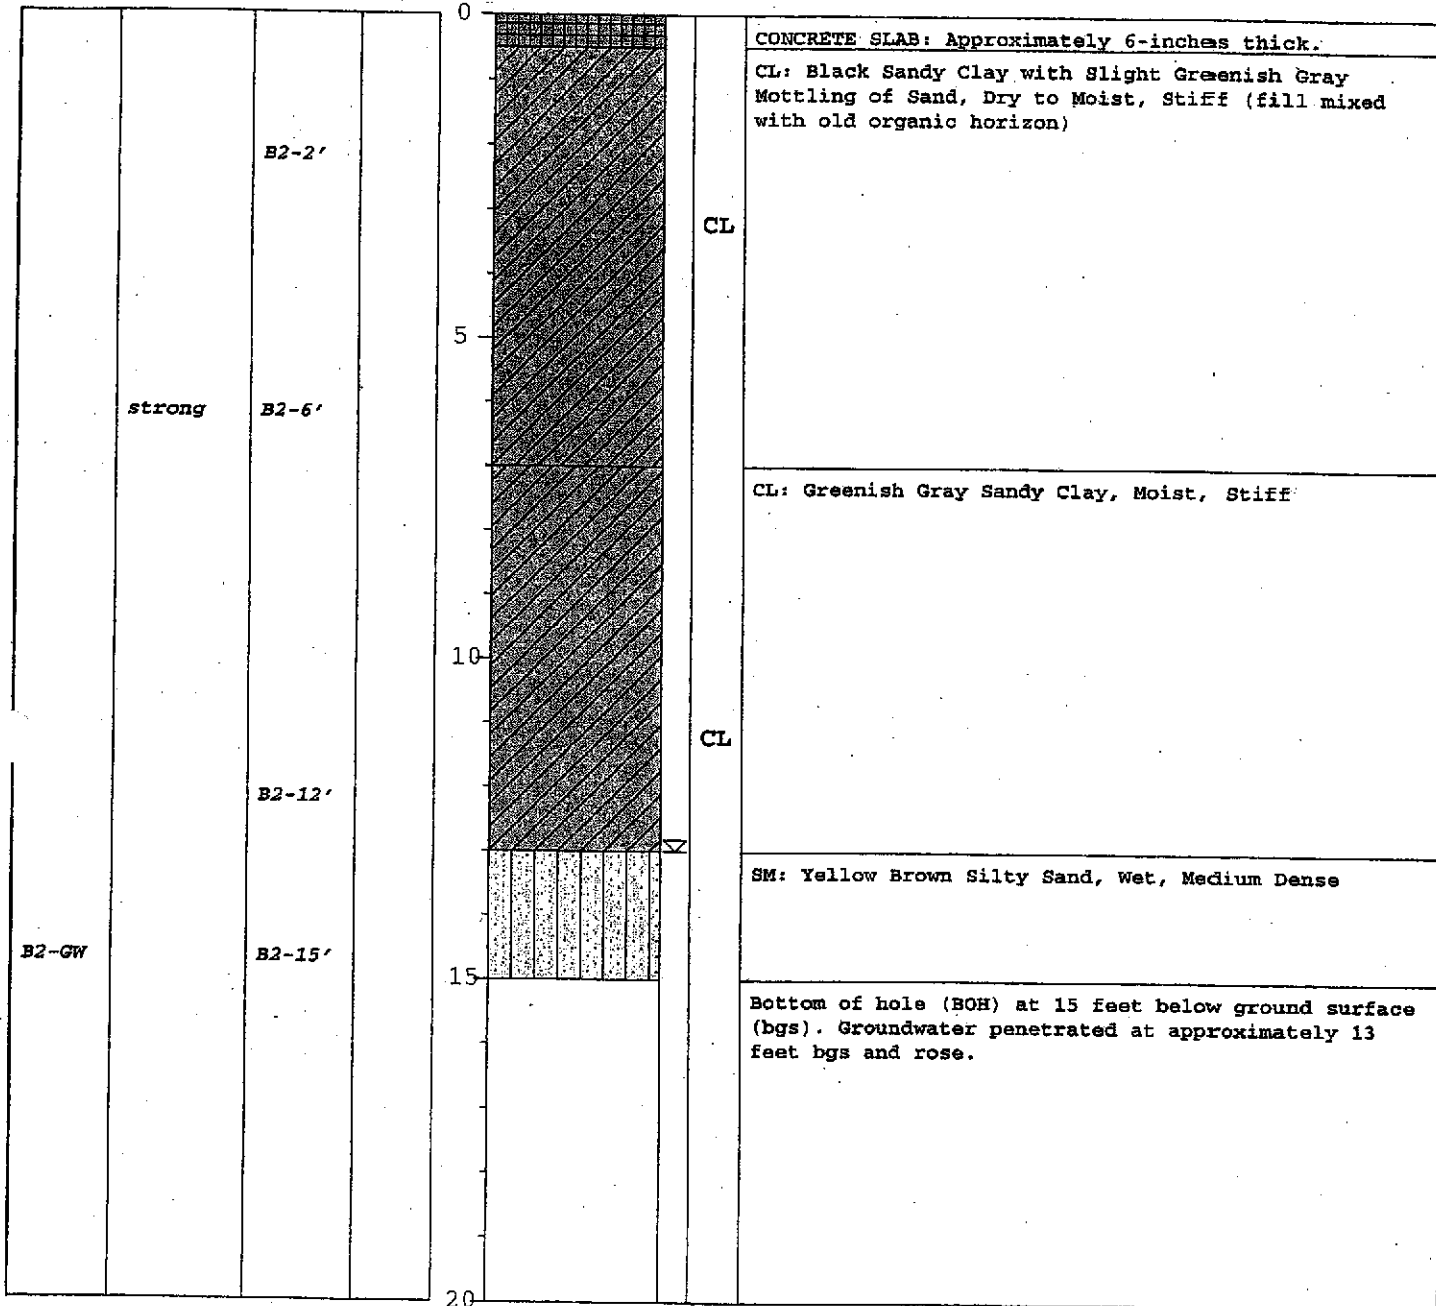 0
CONCRETE SLAB: Approximately 6-inches thick.
CL: Black Sandy Clay with Slight Greenish Gray
Mottling of Sand, Dry to Moist, Stiff (fill mixed
with old organic horizon)
B2-2'
CL
5
strong
B2-6'
CL: Greenish Gray Sandy Clay, Moist, Stiff
10
CL
B2-12'
SM: Yellow Brown Silty Sand, Wet, Medium Dense
B2-GW
B2-15'
15
Bottom of hole (BOH) at 15 feet below ground surface
(bgs). Groundwater penetrated at approximately 13
feet bgs and rose.
20